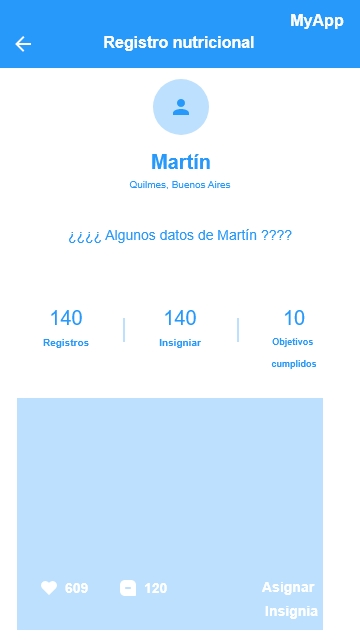 MyApp
Registro nutricional
Martín
Quilmes, Buenos Aires
¿¿¿¿ Algunos datos de Martín ????
140 140 10
Registros Insigniar Objetivos
cumplidos
609 120 Asignar
Insignia